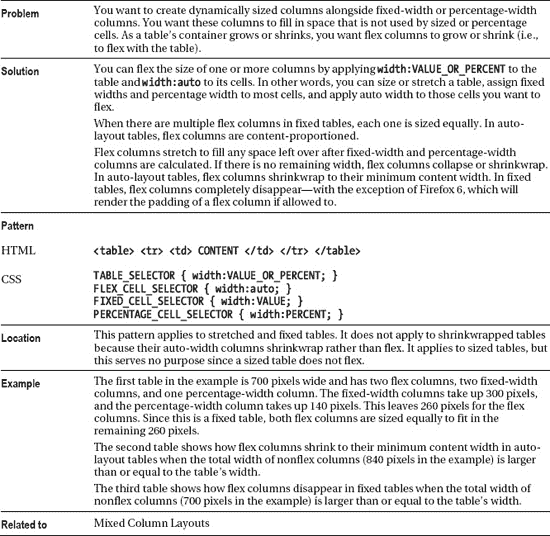 Problem
You want to create dynamically sized columns alongside fixed-width or percentage-width
columns. You want these columns to fill in space that is not used by sized or percentage
cells. As a table's container grows or shrinks, you want flex columns to grow or shrink (i.e.,
to flex with the table).
Solution
You can flex the size of one or more columns by applying width:VALUE_OR_PERCENT to the
table and width:auto to its cells. In other words, you can size or stretch a table, assign
fixed widths and percentage width to most cells, and apply auto width to those cells you want to
flex.
When there are multiple flex columns in fixed tables, each one is sized equally. In auto-
layout tables, flex columns are content-proportioned.
Flex columns stretch to fill any space left over after fixed-width and percentage-width
columns are calculated. If there is no remaining width, flex columns collapse or shrinkwrap.
In auto-layout tables, flex columns shrinkwrap to their minimum content width. In fixed
tables, flex columns completely disappear—with the exception of Firefox 6, which will
render the padding of a flex column if allowed to.
Pattern
HTML
<table> <tr> <td> CONTENT </td> </tr> </table>
CSS
TABLE_SELECTOR { width:VALUE_OR_PERCENT; }
FLEX_CELL_SELECTOR { width:auto; }
FIXED_CELL_SELECTOR { width:VALUE; }
PERCENTAGE_CELL_SELECTOR { width:PERCENT; }
Location
This pattern applies to stretched and fixed tables. It does not apply to shrinkwrapped tables
because their auto-width columns shrinkwrap rather than flex. It applies to sized tables, but
this serves no purpose since a sized table does not flex.
Example
The first table in the example is 700 pixels wide and has two flex columns, two fixed-width
columns, and one percentage-width column. The fixed-width columns take up 300 pixels,
and the percentage-width column takes up 140 pixels. This leaves 260 pixels for the flex
columns. Since this is a fixed table, both flex columns are sized equally to fit in the
remaining 260 pixels.
The second table shows how flex columns shrink to their minimum content width in auto-
layout tables when the total width of nonflex columns (840 pixels in the example) is larger
than or equal to the table's width.
The third table shows how flex columns disappear in fixed tables when the total width of
nonflex columns (700 pixels in the example) is larger than or equal to the table's width.
Related to
Mixed Column Layouts